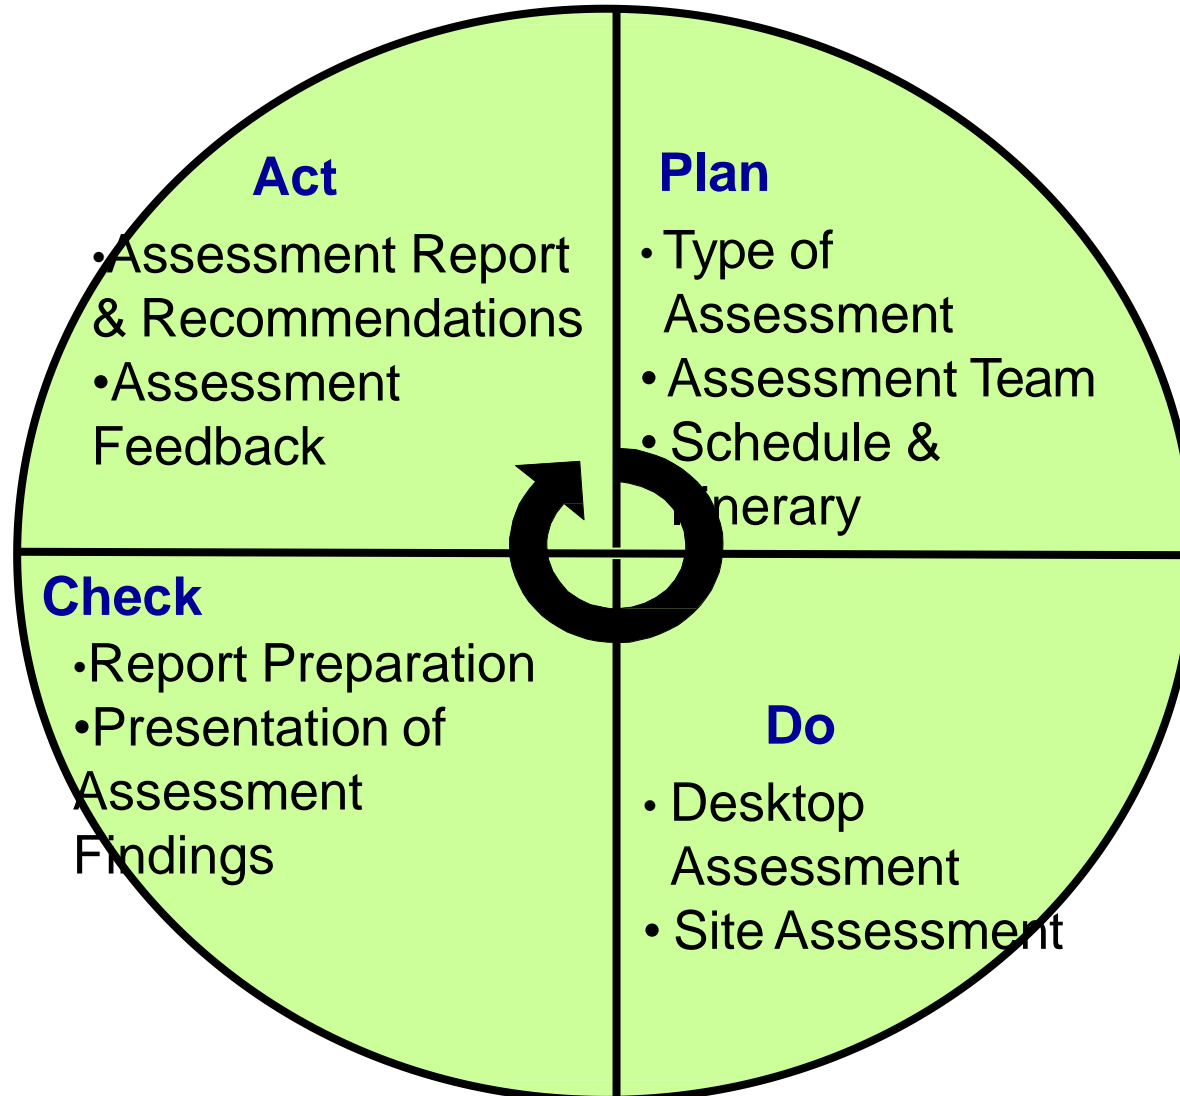 Act
•Assessment Report
& Recommendations
•Assessment
Feedback
Plan
• Type of
Assessment
• Assessment Team
• Schedule &
Itinerary
Check
•Report Preparation
•Presentation of
Assessment
Findings
Do
• Desktop
Assessment
• Site Assessment